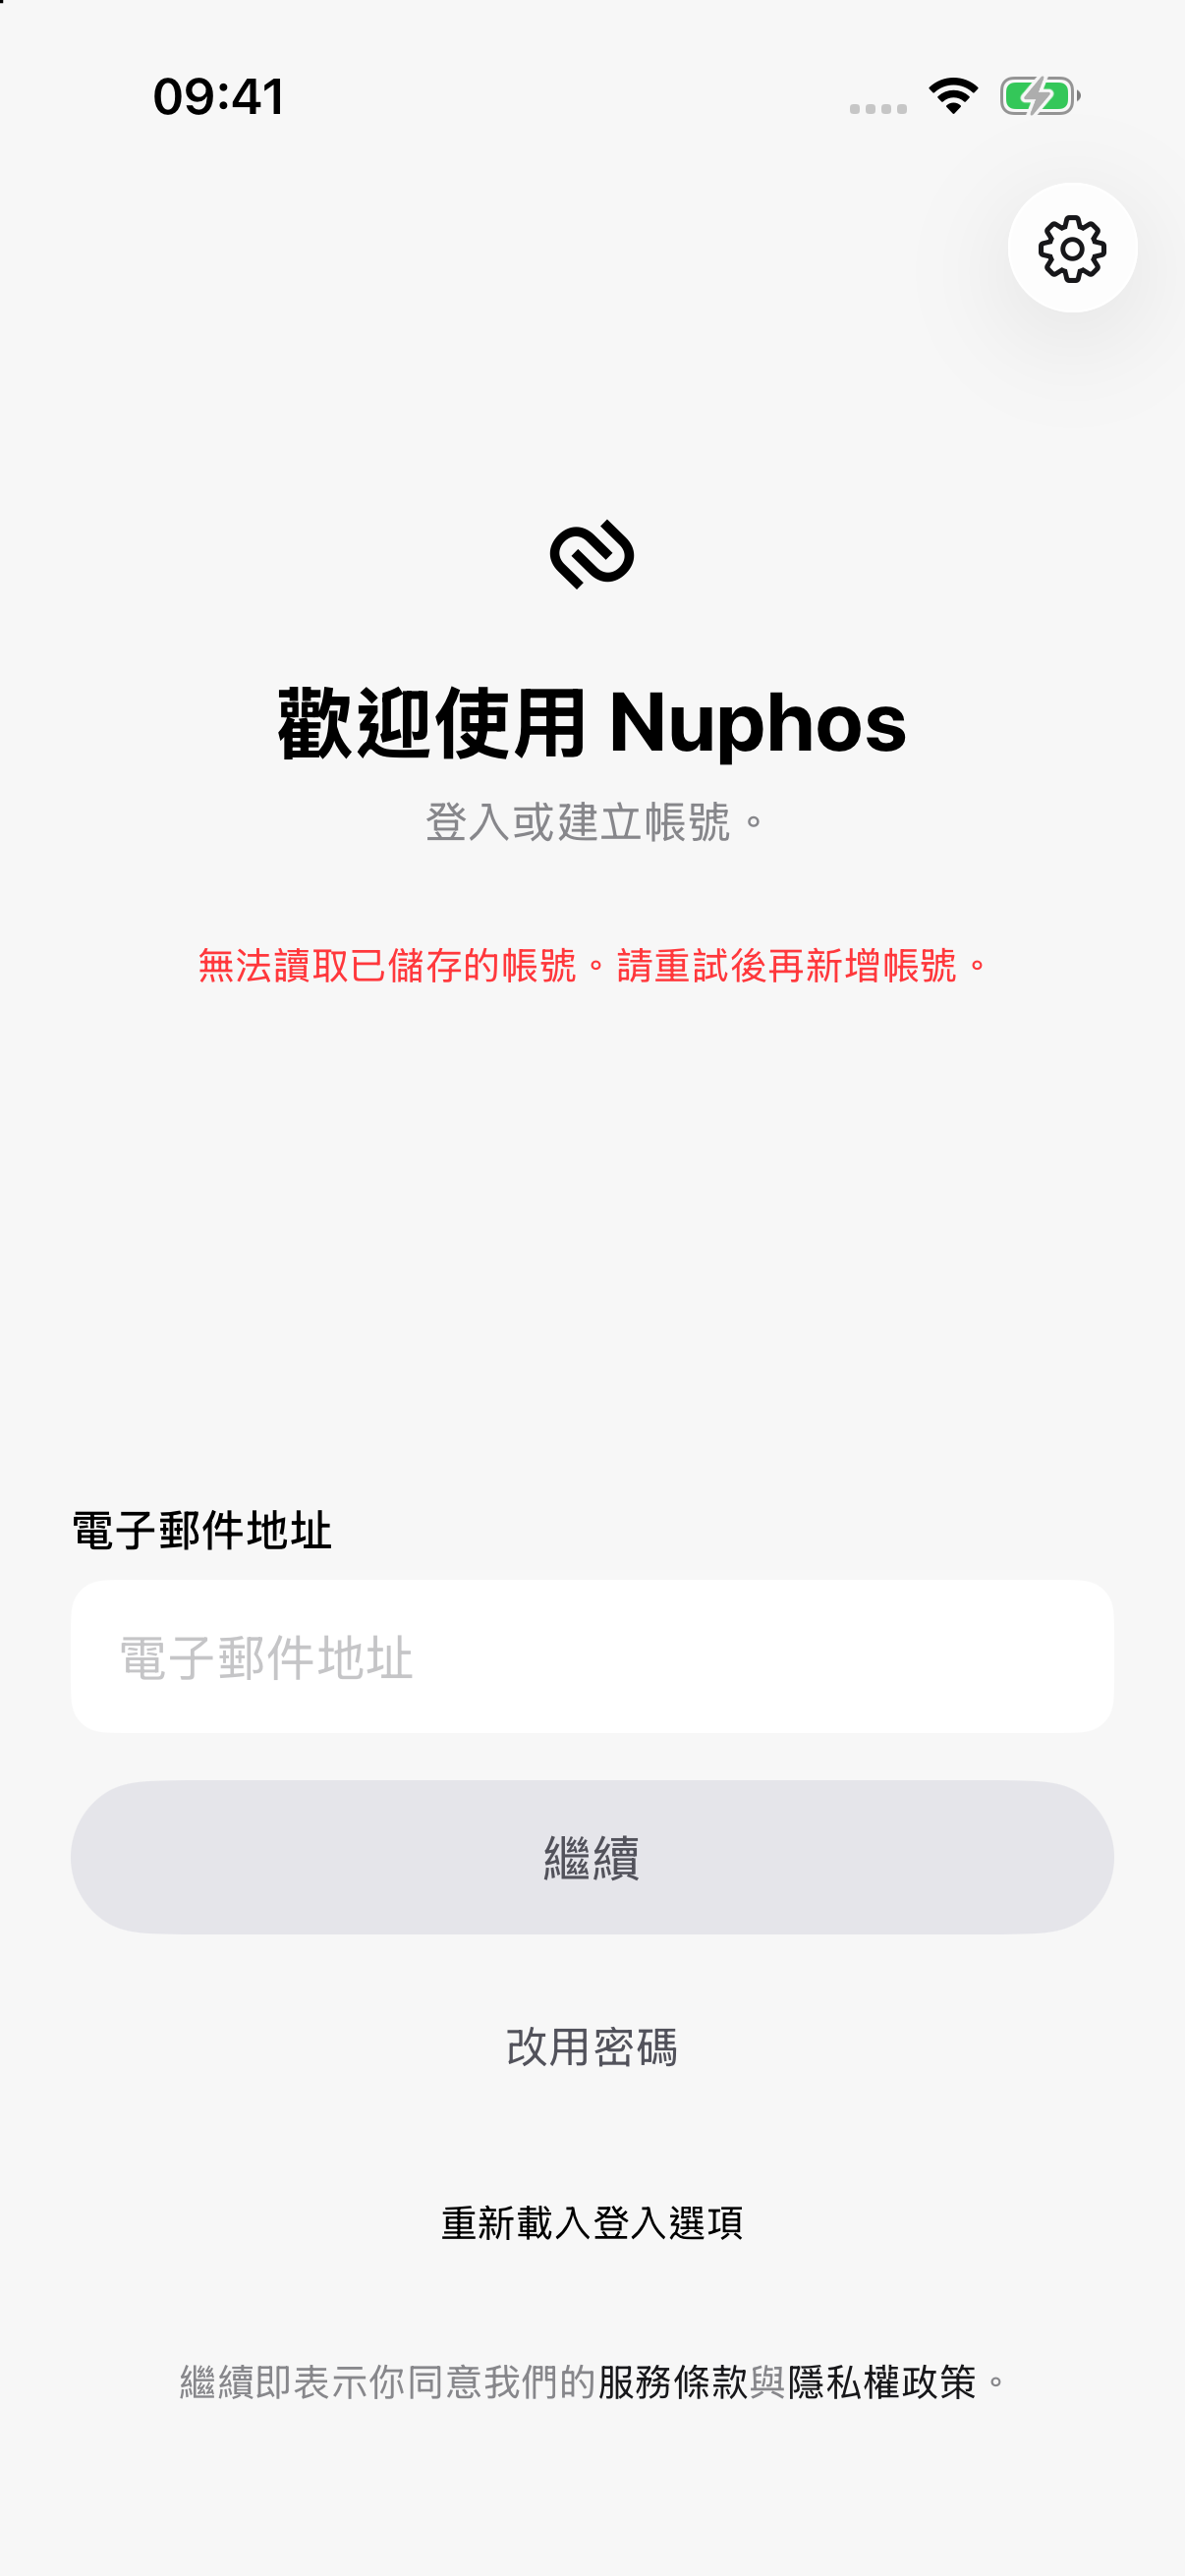 09:41
歡迎使用 Nuphos
登入或建立帳號。
無法讀取已儲存的帳號。請重試後再新增帳號。
電子郵件地址
電子郵件地址
繼續
改用密碼
重新載入登入選項
繼續即表示你同意我們的服務條款與隱私權政策。